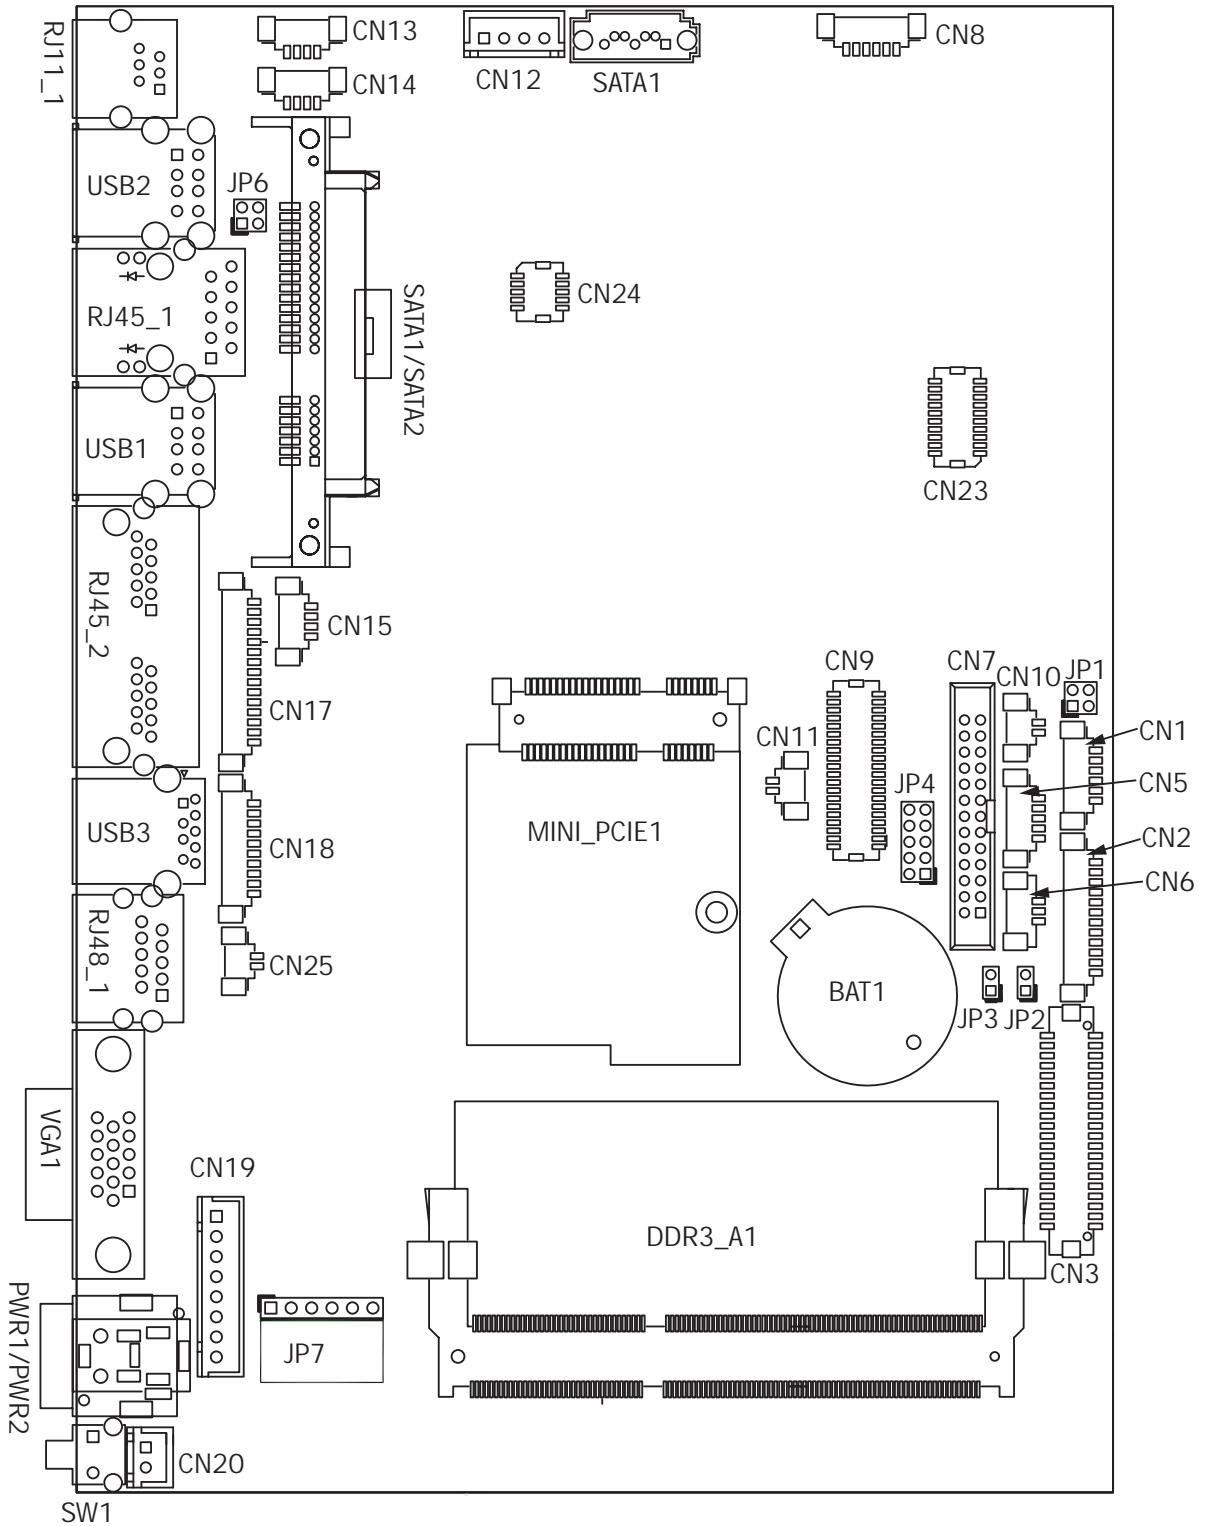 RJ11_1
CN13
CN14
CN12
SATA1
CN8
USB2
JP6
RJ45_1
SATA1/SATA2
CN24
USB1
CN23
RJ45_2
CN15
CN17
CN9
CN7
CN10
JP1
CN11
CN1
CN5
JP4
CN2
CN6
USB3
CN18
MINI_PCIE1
RJ48_1
CN25
BAT1
JP3
JP2
VGA1
CN19
DDR3_A1
CN3
PWR1/PWR2
JP7
CN20
SW1